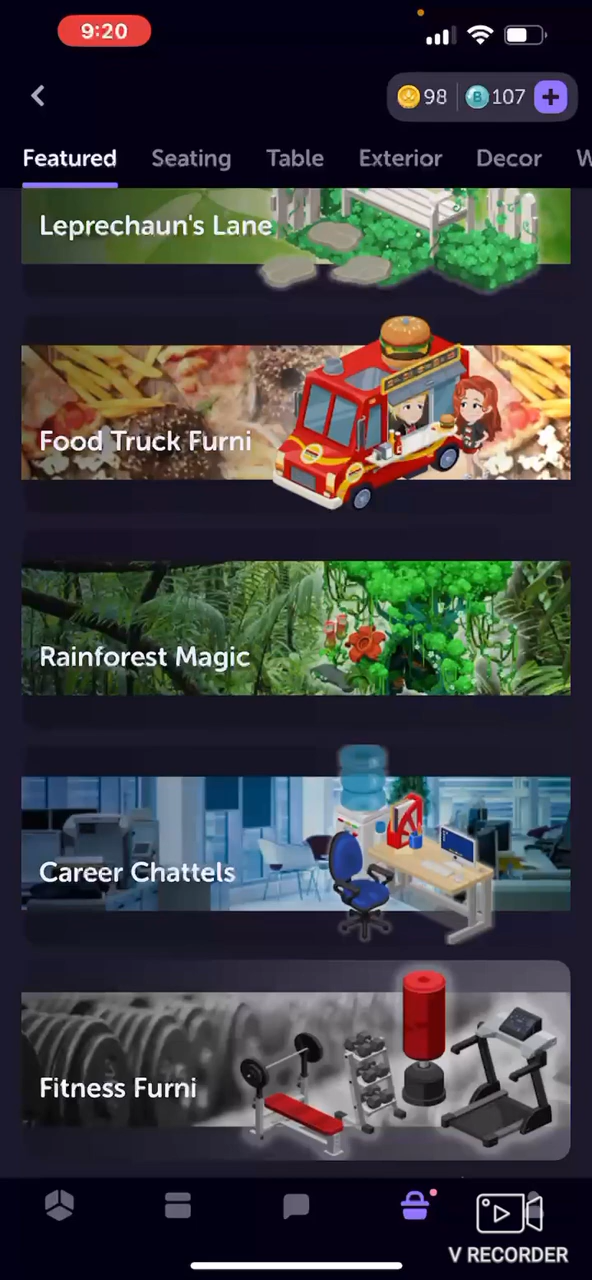 9:20
98
B 107
Featured Seating Table Exterior Decor W
Leprechaun's Lane
Food Truck Furni
Rainforest Magic
Career Chattels
Fitness Furni
V RECORDER